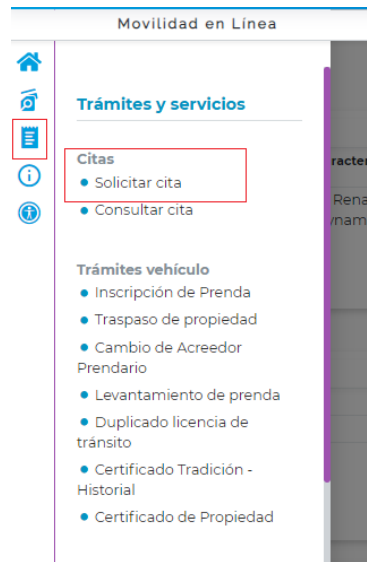 Movilidad en Línea
Trámites y servicios
Citas
Solicitar cita
Consultar cita
Trámites vehículo
Inscripción de Prenda
Traspaso de propiedad
Cambio de Acreedor
Prendario
Levantamiento de prenda
Duplicado licencia de
tránsito
Certificado Tradición -
Historial
Certificado de Propiedad